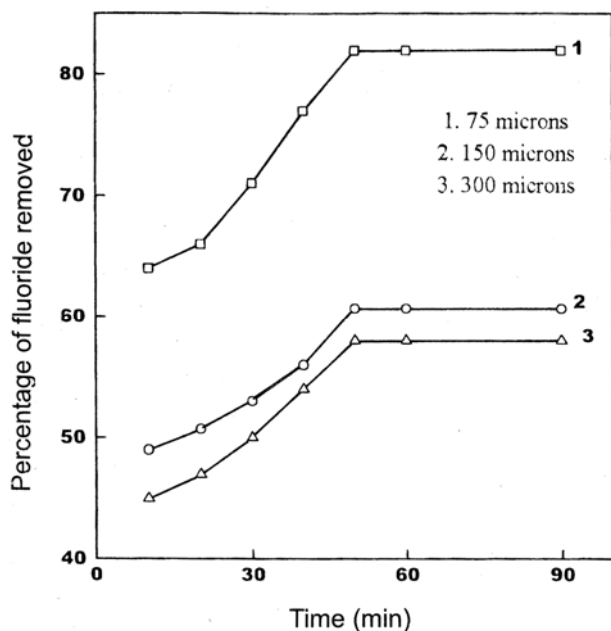 Percentage of fluoride removed
80
70
60
50
40
0
30
60
90
Time (min)
1
2
3
1. 75 microns
2. 150 microns
3. 300 microns